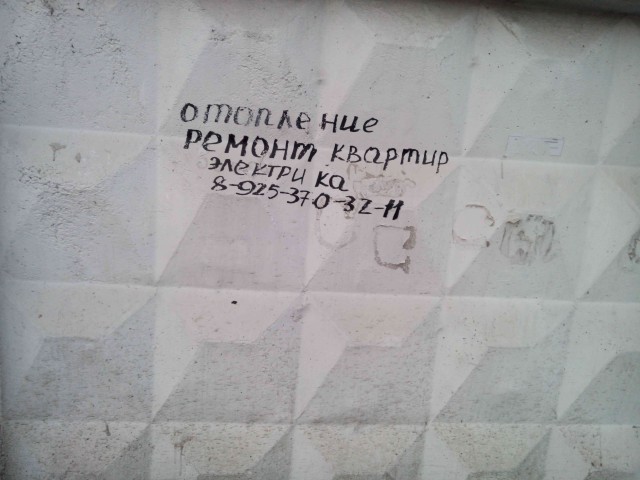 отопление
ремонт квартир
электрика
8-925-370-32-11